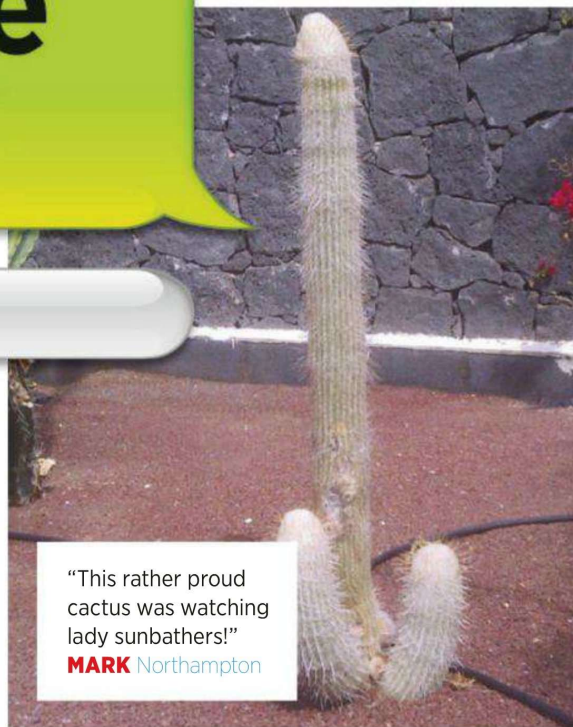 e
“This rather proud
cactus was watching
lady sunbathers!”
MARK Northampton